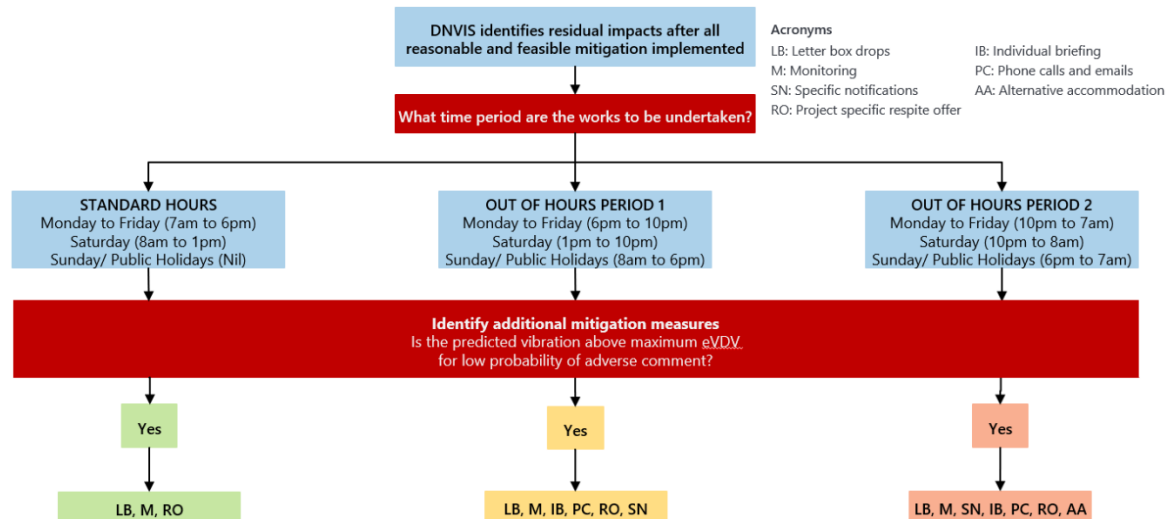 DNVIS identifies residual impacts after all
reasonable and feasible mitigation implemented
Acronyms
LB: Letter box drops
IB: Individual briefing
M: Monitoring
PC: Phone calls and emails
SN: Specific notifications
AA: Alternative accommodation
RO: Project specific respite offer
What time period are the works to be undertaken?
STANDARD HOURS
Monday to Friday (7am to 6pm)
Saturday (8am to 1pm)
Sunday/ Public Holidays (Nil)
OUT OF HOURS PERIOD 1
Monday to Friday (6pm to 10pm)
Saturday (1pm to 10pm)
Sunday/ Public Holidays (8am to 6pm)
OUT OF HOURS PERIOD 2
Monday to Friday (10pm to 7am)
Saturday (10pm to 8am)
Sunday/ Public Holidays (6pm to 7am)
Identify additional mitigation measures
Is the predicted vibration above maximum eVDV
for low probability of adverse comment?
Yes
Yes
Yes
LB, M, RO
LB, M, IB, PC, RO, SN
LB, M, SN, IB, PC, RO, AA